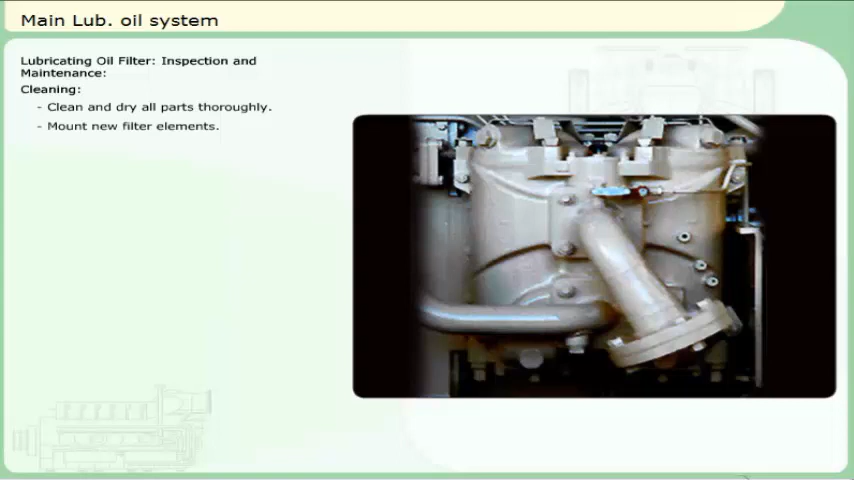 Main Lub. oil system
Lubricating Oil Filter: Inspection and
Maintenance:
Cleaning:
- Clean and dry all parts thoroughly.
- Mount new filter elements.